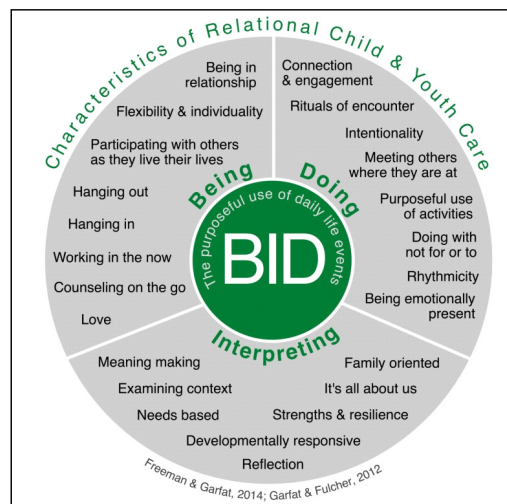 Characteristics of Relational Child & Youth Care
Being in
relationship
Flexibility & individuality
Participating with others
as they live their lives
Hanging out
Hanging in
Working in the now
Counseling on the go
Love
Being
Connection
& engagement
Rituals of encounter
Intentionality
Meeting others
where they are at
Purposeful use
of activities
Doing with
not for or to
Rhythmicity
Being emotionally
present
Doing
The purposeful use of daily life events
BID
Interpreting
Meaning making
Examining context
Needs based
Family oriented
It's all about us
Strengths & resilience
Developmentally responsive
Reflection
Freeman & Garfat, 2014; Garfat & Fulcher, 2012